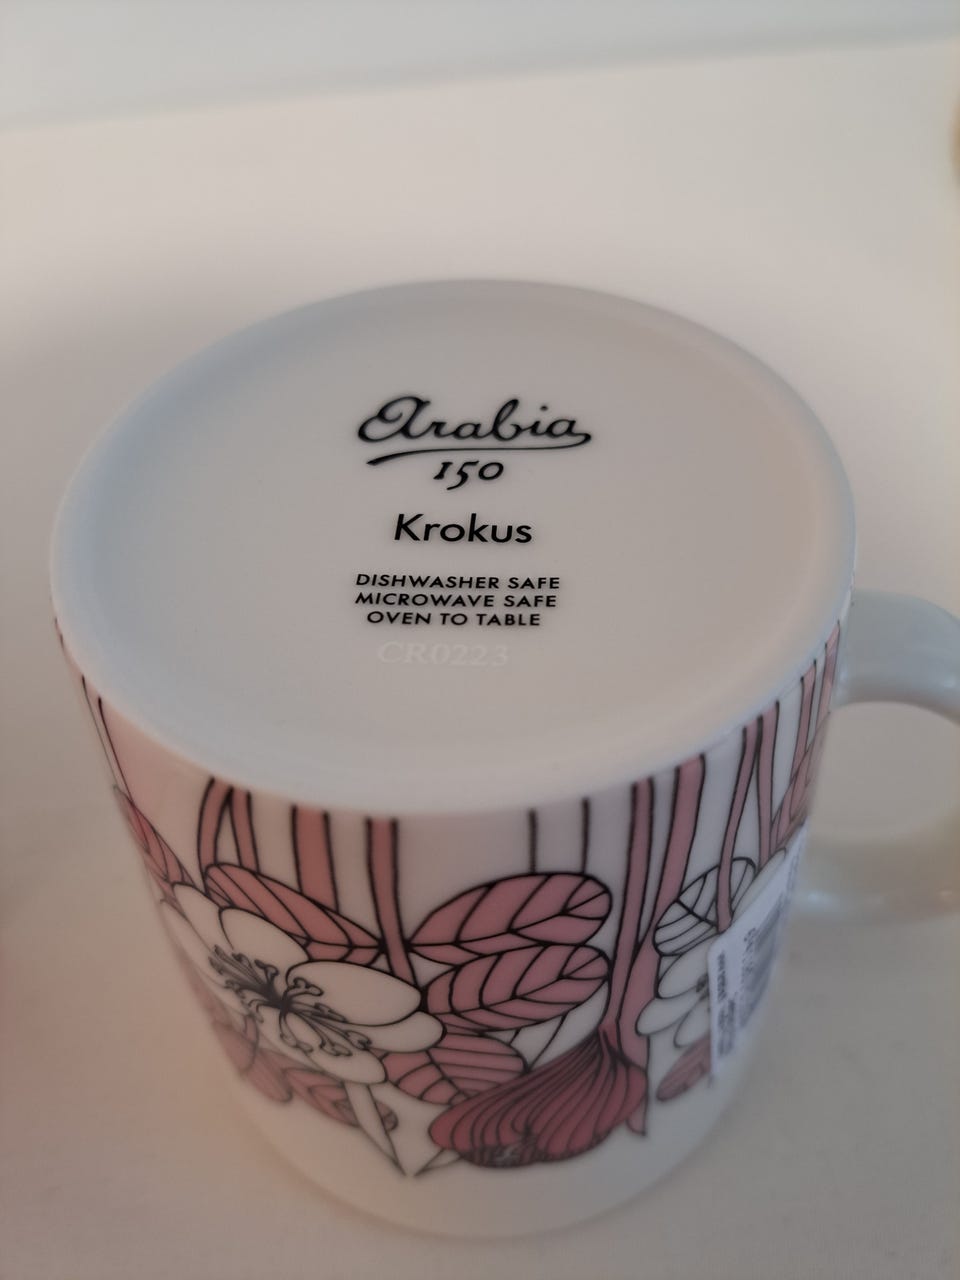 Arabia
150
Krokus
DISHWASHER SAFE
MICROWAVE SAFE
OVEN TO TABLE
CR0223